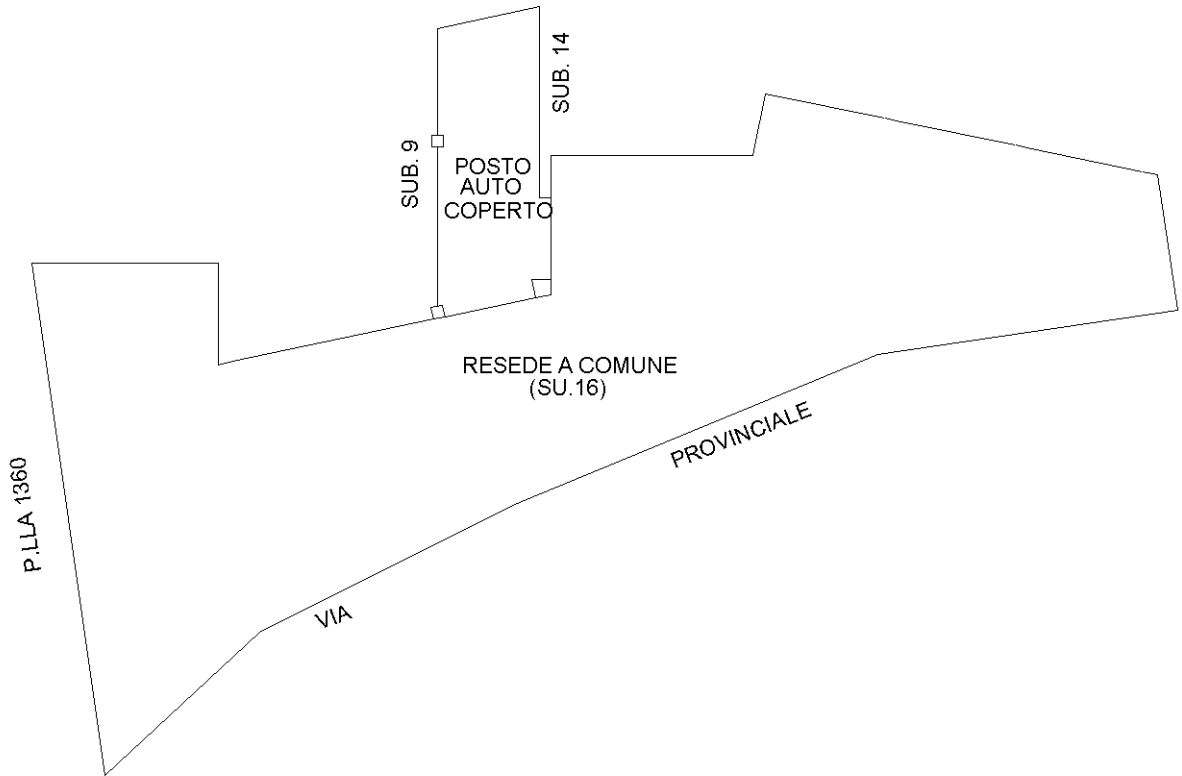 SUB. 14
SUB. 9
POSTO
AUTO
COPERTO
RESEDE A COMUNE
(SU.16)
P.LLA 1360
VIA
PROVINCIALE